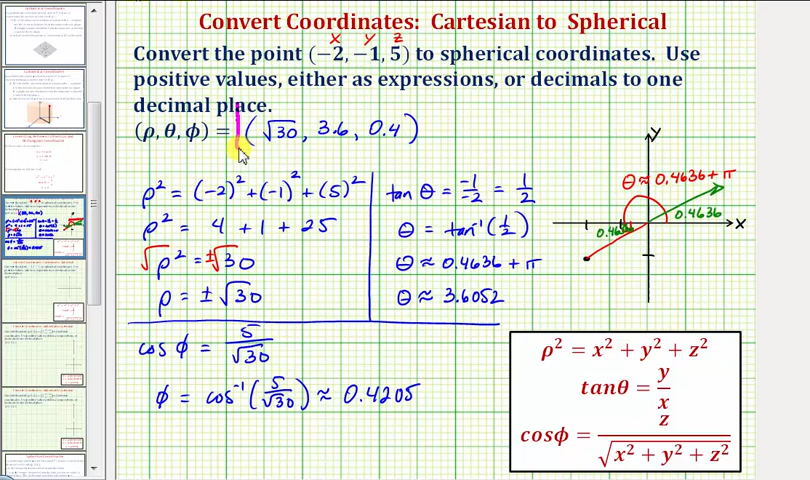 Convert Coordinates: Cartesian to Spherical
x y z
Convert the point (−2, −1, 5) to spherical coordinates. Use
positive values, either as expressions, or decimals to one
decimal place.
(ρ, θ, ϕ) = (√30, 3.6, 0.4)
ρ² = (-2)² + (-1)² + (5)²
ρ² = 4 + 1 + 25
√ρ² = ±√30
ρ = ±√30
tan θ = -1/-2 = 1/2
θ = tan⁻¹(1/2)
θ ≈ 0.4636 + π
θ ≈ 3.6052
cos ϕ = 5/√30
ϕ = cos⁻¹(5/√30) ≈ 0.4205
y
θ ≈ 0.4636 + π
0.4636
0.4636
x
ρ² = x² + y² + z²
tanθ = y/x
cosϕ = z/√(x² + y² + z²)